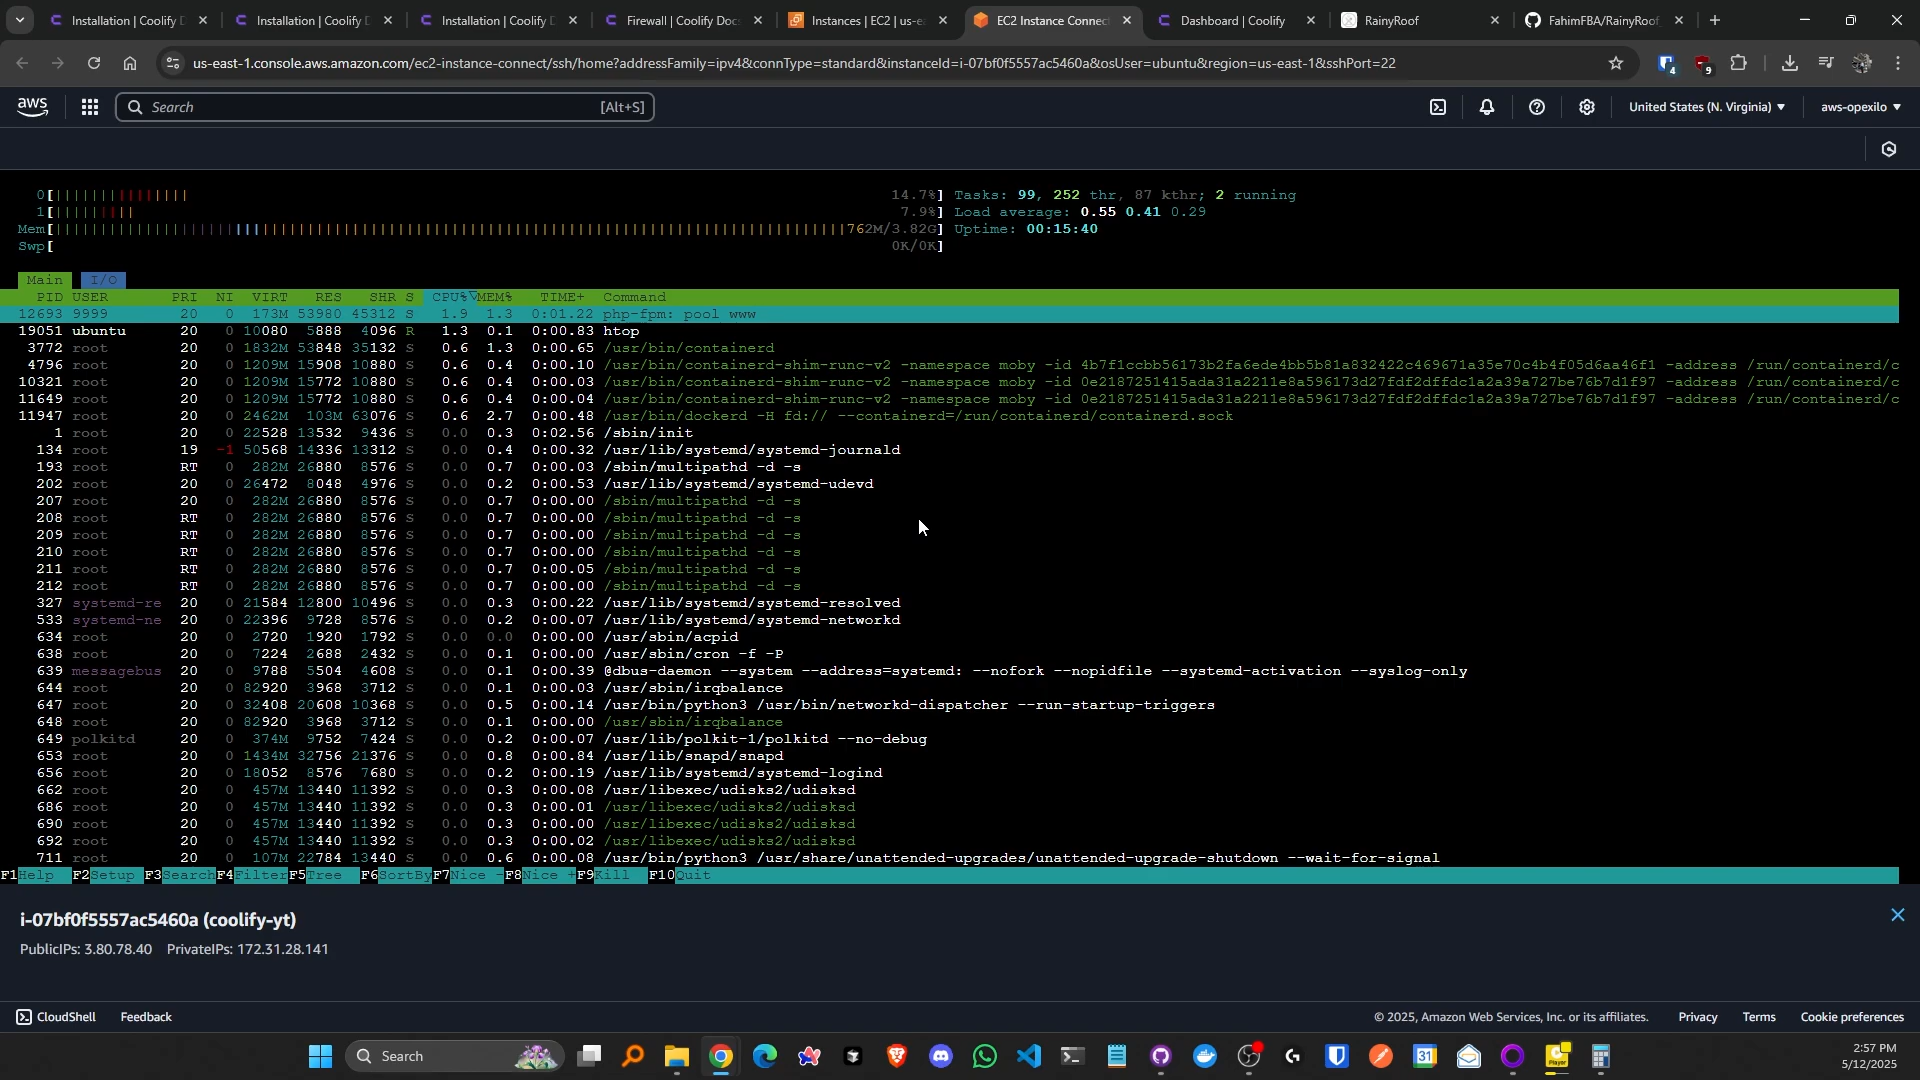 Installation | Coolify D
Installation | Coolify D
Installation | Coolify D
Firewall | Coolify Doc
Instances | EC2 | us-ea
EC2 Instance Connect
Dashboard | Coolify
RainyRoof
FahimFBA/RainyRoof
us-east-1.console.aws.amazon.com/ec2-instance-connect/ssh/home?addressFamily=ipv4&connType=standard&instanceId=i-07bf0f5557ac5460a&osUser=ubuntu&region=us-east-1&sshPort=22
4
9
aws
Search
[Alt+S]
United States (N. Virginia)
aws-opexilo
0[|||||||||||||||| 14.7%] Tasks: 99, 252 thr, 87 kthr; 2 running
1[|||||||||| 7.9%] Load average: 0.55 0.41 0.29
Mem[|||||||||||||||||||||||||||||||||||||||||||||||||||||||||||||||||||||||||||||||||||||||||762M/3.82G] Uptime: 00:15:40
Swp[ 0K/0K]
Main I/O
PID USER PRI NI VIRT RES SHR S CPU%▽MEM% TIME+ Command
12693 9999 20 0 173M 53980 45312 S 1.9 1.3 0:01.22 php-fpm: pool www
19051 ubuntu 20 0 10080 5888 4096 R 1.3 0.1 0:00.83 htop
3772 root 20 0 1832M 53848 35132 S 0.6 1.3 0:00.65 /usr/bin/containerd
4796 root 20 0 1209M 15908 10880 S 0.6 0.4 0:00.10 /usr/bin/containerd-shim-runc-v2 -namespace moby -id 4b7f1ccbb56173b2fa6ede4bb5b81a832422c469671a35e70c4b4f05d6aa46f1 -address /run/containerd/c
10321 root 20 0 1209M 15772 10880 S 0.6 0.4 0:00.03 /usr/bin/containerd-shim-runc-v2 -namespace moby -id 0e2187251415ada31a2211e8a596173d27fdf2dffdc1a2a39a727be76b7d1f97 -address /run/containerd/c
11649 root 20 0 1209M 15772 10880 S 0.6 0.4 0:00.04 /usr/bin/containerd-shim-runc-v2 -namespace moby -id 0e2187251415ada31a2211e8a596173d27fdf2dffdc1a2a39a727be76b7d1f97 -address /run/containerd/c
11947 root 20 0 2462M 103M 63076 S 0.6 2.7 0:00.48 /usr/bin/dockerd -H fd:// --containerd=/run/containerd/containerd.sock
1 root 20 0 22528 13532 9436 S 0.0 0.3 0:02.56 /sbin/init
134 root 19 -1 50568 14336 13312 S 0.0 0.4 0:00.32 /usr/lib/systemd/systemd-journald
193 root RT 0 282M 26880 8576 S 0.0 0.7 0:00.03 /sbin/multipathd -d -s
202 root 20 0 26472 8048 4976 S 0.0 0.2 0:00.53 /usr/lib/systemd/systemd-udevd
207 root 20 0 282M 26880 8576 S 0.0 0.7 0:00.00 /sbin/multipathd -d -s
208 root RT 0 282M 26880 8576 S 0.0 0.7 0:00.00 /sbin/multipathd -d -s
209 root RT 0 282M 26880 8576 S 0.0 0.7 0:00.00 /sbin/multipathd -d -s
210 root RT 0 282M 26880 8576 S 0.0 0.7 0:00.00 /sbin/multipathd -d -s
211 root RT 0 282M 26880 8576 S 0.0 0.7 0:00.05 /sbin/multipathd -d -s
212 root RT 0 282M 26880 8576 S 0.0 0.7 0:00.00 /sbin/multipathd -d -s
327 systemd-re 20 0 21584 12800 10496 S 0.0 0.3 0:00.22 /usr/lib/systemd/systemd-resolved
533 systemd-ne 20 0 22396 9728 8576 S 0.0 0.2 0:00.07 /usr/lib/systemd/systemd-networkd
634 root 20 0 2720 1920 1792 S 0.0 0.0 0:00.00 /usr/sbin/acpid
638 root 20 0 7224 2688 2432 S 0.0 0.1 0:00.00 /usr/sbin/cron -f -P
639 messagebus 20 0 9788 5504 4608 S 0.0 0.1 0:00.39 @dbus-daemon --system --address=systemd: --nofork --nopidfile --systemd-activation --syslog-only
644 root 20 0 82920 3968 3712 S 0.0 0.1 0:00.03 /usr/sbin/irqbalance
647 root 20 0 32408 20608 10368 S 0.0 0.5 0:00.14 /usr/bin/python3 /usr/bin/networkd-dispatcher --run-startup-triggers
648 root 20 0 82920 3968 3712 S 0.0 0.1 0:00.00 /usr/sbin/irqbalance
649 polkitd 20 0 374M 9752 7424 S 0.0 0.2 0:00.07 /usr/lib/polkit-1/polkitd --no-debug
653 root 20 0 1434M 32756 21376 S 0.0 0.8 0:00.84 /usr/lib/snapd/snapd
656 root 20 0 18052 8576 7680 S 0.0 0.2 0:00.19 /usr/lib/systemd/systemd-logind
662 root 20 0 457M 13440 11392 S 0.0 0.3 0:00.08 /usr/libexec/udisks2/udisksd
686 root 20 0 457M 13440 11392 S 0.0 0.3 0:00.01 /usr/libexec/udisks2/udisksd
690 root 20 0 457M 13440 11392 S 0.0 0.3 0:00.00 /usr/libexec/udisks2/udisksd
692 root 20 0 457M 13440 11392 S 0.0 0.3 0:00.02 /usr/libexec/udisks2/udisksd
711 root 20 0 107M 22784 13440 S 0.0 0.6 0:00.08 /usr/bin/python3 /usr/share/unattended-upgrades/unattended-upgrade-shutdown --wait-for-signal
F1Help F2Setup F3SearchF4FilterF5Tree F6SortByF7Nice -F8Nice +F9Kill F10Quit
i-07bf0f5557ac5460a (coolify-yt)
PublicIPs: 3.80.78.40 PrivateIPs: 172.31.28.141
CloudShell Feedback © 2025, Amazon Web Services, Inc. or its affiliates. Privacy Terms Cookie preferences
Search
31
2:57 PM
5/12/2025